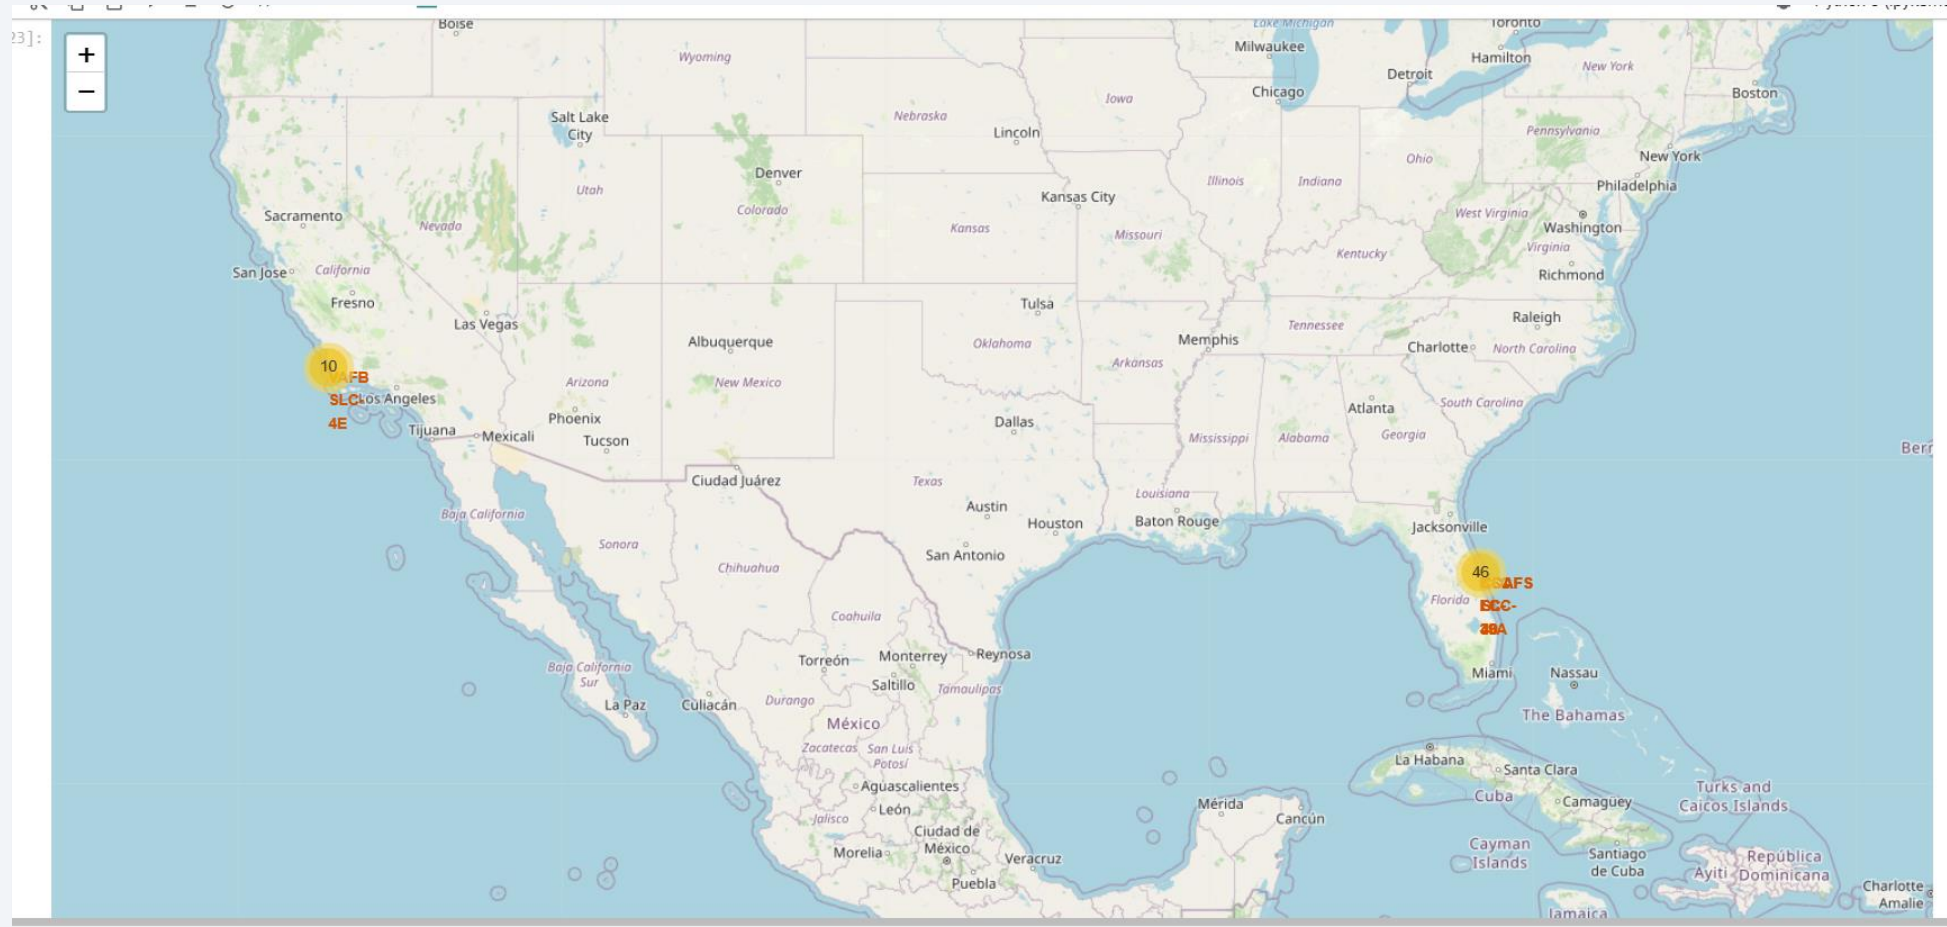 23]:
+
−
Boise
Wyoming
Iowa
Nebraska
Lincoln
Salt Lake
City
Utah
Denver
Colorado
Kansas City
Kansas
Missouri
Lake Michigan
Milwaukee
Chicago
Detroit
Toronto
Hamilton
New York
Boston
Pennsylvania
New York
Philadelphia
Ohio
Illinois
Indiana
West Virginia
Washington
Virginia
Richmond
Kentucky
Sacramento
Nevada
San Jose
California
Fresno
Las Vegas
Tulsa
Oklahoma
Albuquerque
New Mexico
Arizona
Phoenix
Tucson
Memphis
Tennessee
Arkansas
Raleigh
Charlotte
North Carolina
South Carolina
Atlanta
Georgia
Mississippi
Alabama
10
VAFB
SLC-
4E
Los Angeles
Tijuana
Mexicali
Dallas
Ciudad Juárez
Texas
Austin
Houston
San Antonio
Louisiana
Baton Rouge
Jacksonville
46
Florida
Miami
Nassau
The Bahamas
Baja California
Sonora
Chihuahua
Coahuila
Baja California
Sur
La Paz
Culiacán
Torreón
Monterrey
Reynosa
Saltillo
Tamaulipas
Durango
México
Zacatecas
San Luis
Potosí
Aguascalientes
León
Jalisco
Ciudad de
México
Morelia
Puebla
Veracruz
Mérida
Cancún
La Habana
Santa Clara
Cuba
Camaguey
Turks and
Caicos Islands
Cayman
Islands
Santiago
de Cuba
Ayiti
República
Dominicana
Jamaica
Charlotte
Amalie